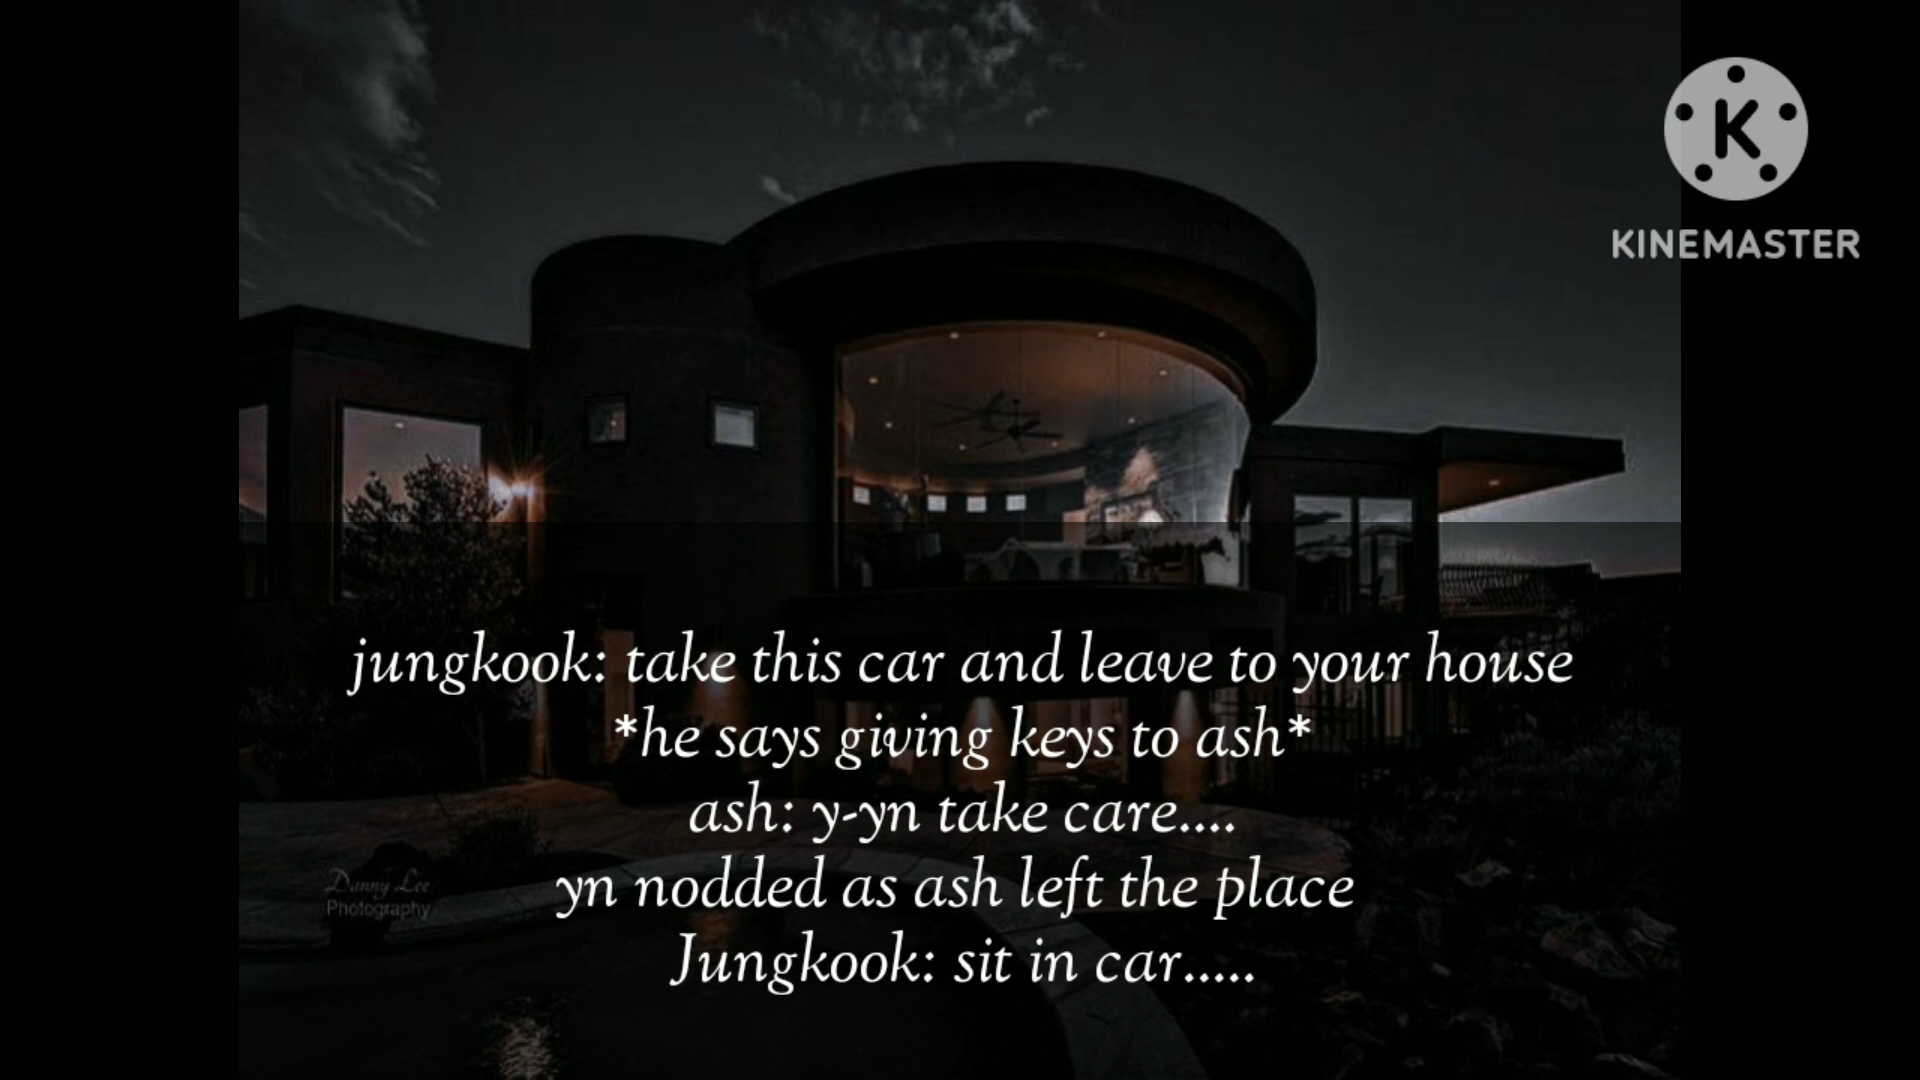 K
KINEMASTER
jungkook: take this car and leave to your house
*he says giving keys to ash*
ash: y-yn take care....
yn nodded as ash left the place
Jungkook: sit in car.....
Danny Lee
Photography